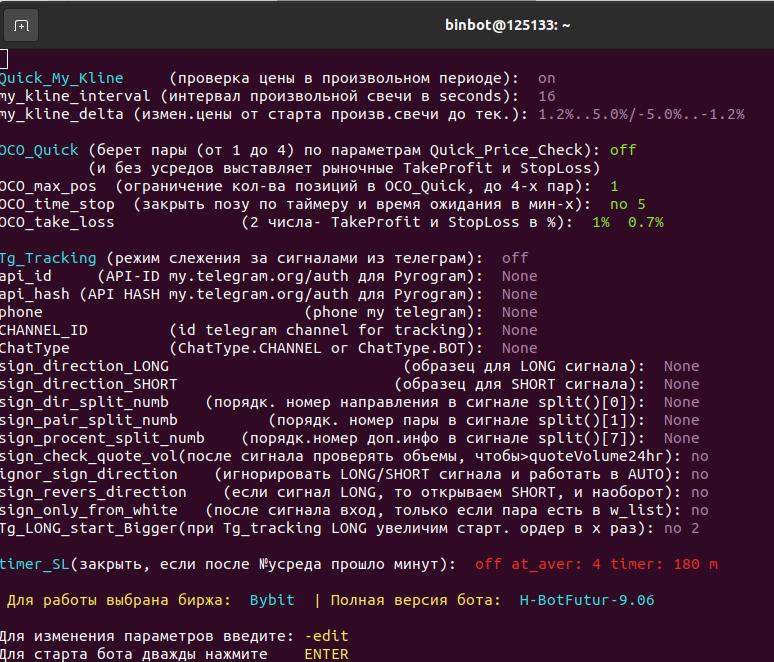 binbot@125133: ~
Quick_My_Kline (проверка цены в произвольном периоде): on
my_kline_interval (интервал произвольной свечи в seconds): 16
my_kline_delta (измен.цены от старта произв.свечи до тек.): 1.2%..5.0%/-5.0%..-1.2%
OCO_Quick (берет пары (от 1 до 4) по параметрам Quick_Price_Check): off
(и без усредов выставляет рыночные TakeProfit и StopLoss)
OCO_max_pos (ограничение кол-ва позиций в OCO_Quick, до 4-х пар): 1
OCO_time_stop (закрыть позу по таймеру и время ожидания в мин-х): no 5
OCO_take_loss (2 числа- TakeProfit и StopLoss в %): 1% 0.7%
Tg_Tracking (режим слежения за сигналами из телеграм): off
api_id (API-ID my.telegram.org/auth для Pyrogram): None
api_hash (API HASH my.telegram.org/auth для Pyrogram): None
phone (phone my telegram): None
CHANNEL_ID (id telegram channel for tracking): None
ChatType (ChatType.CHANNEL or ChatType.BOT): None
sign_direction_LONG (образец для LONG сигнала): None
sign_direction_SHORT (образец для SHORT сигнала): None
sign_dir_split_numb (порядк. номер направления в сигнале split()[0]): None
sign_pair_split_numb (порядк. номер пары в сигнале split()[1]): None
sign_procent_split_numb (порядк.номер доп.инфо в сигнале split()[7]): None
sign_check_quote_vol(после сигнала проверять объемы, чтобы>quoteVolume24hr): no
ignor_sign_direction (игнорировать LONG/SHORT сигнала и работать в AUTO): no
sign_revers_direction (если сигнал LONG, то открываем SHORT, и наоборот): no
sign_only_from_white (после сигнала вход, только если пара есть в w_list): no
Tg_LONG_start_Bigger(при Tg_tracking LONG увеличим старт. ордер в x раз): no 2
timer_SL(закрыть, если после №усреда прошло минут): off at_aver: 4 timer: 180 m
Для работы выбрана биржа: Bybit | Полная версия бота: H-BotFutur-9.06
Для изменения параметров введите: -edit
Для старта бота дважды нажмите ENTER